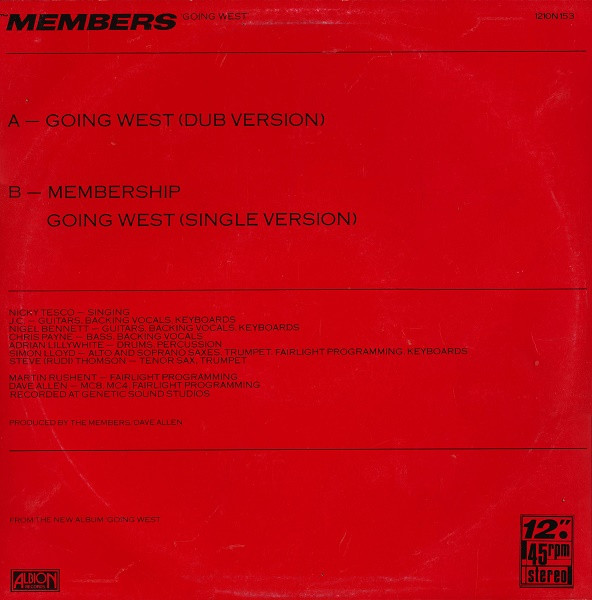 MEMBERS GOING WEST 12 ION 153
A — GOING WEST (DUB VERSION)
B — MEMBERSHIP
GOING WEST (SINGLE VERSION)
NICKY TESCO — SINGING
J.C. — GUITARS, BACKING VOCALS, KEYBOARDS
NIGEL BENNETT — GUITARS, BACKING VOCALS, KEYBOARDS
CHRIS PAYNE — BASS, BACKING VOCALS
ADRIAN LILLYWHITE — DRUMS, PERCUSSION
SIMON LLOYD — ALTO AND SOPRANO SAXES, TRUMPET, FAIRLIGHT PROGRAMMING, KEYBOARDS
STEVE (RUDI) THOMSON — TENOR SAX, TRUMPET
MARTIN RUSHENT — FAIRLIGHT PROGRAMMING
DAVE ALLEN — MC8, MC4, FAIRLIGHT PROGRAMMING
RECORDED AT GENETIC SOUND STUDIOS
PRODUCED BY THE MEMBERS/DAVE ALLEN
FROM THE NEW ALBUM 'GOING WEST'
ALBION
RECORDS
12"
45rpm
stereo